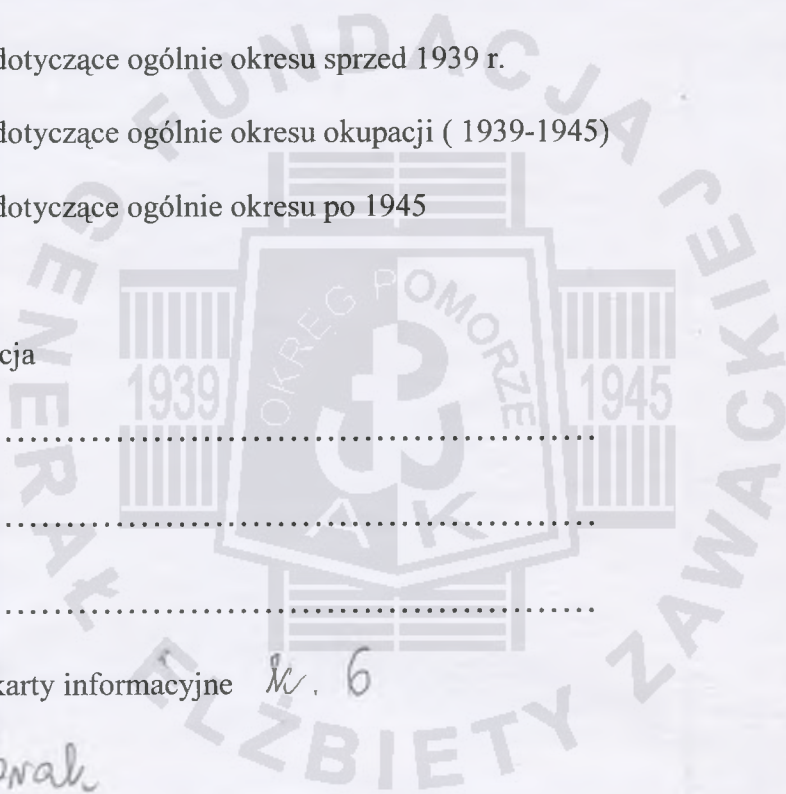 dotyczące ogólnie okresu sprzed 1939 r.
dotyczące ogólnie okresu okupacji ( 1939-1945)
dotyczące ogólnie okresu po 1945
cja
................................................................
................................................................
................................................................
karty informacyjne k. 6
FUNDACJA GENERAŁ ELŻBIETY ZAWACKIEJ
OKRĘG POMORZE
1939
1945
AK